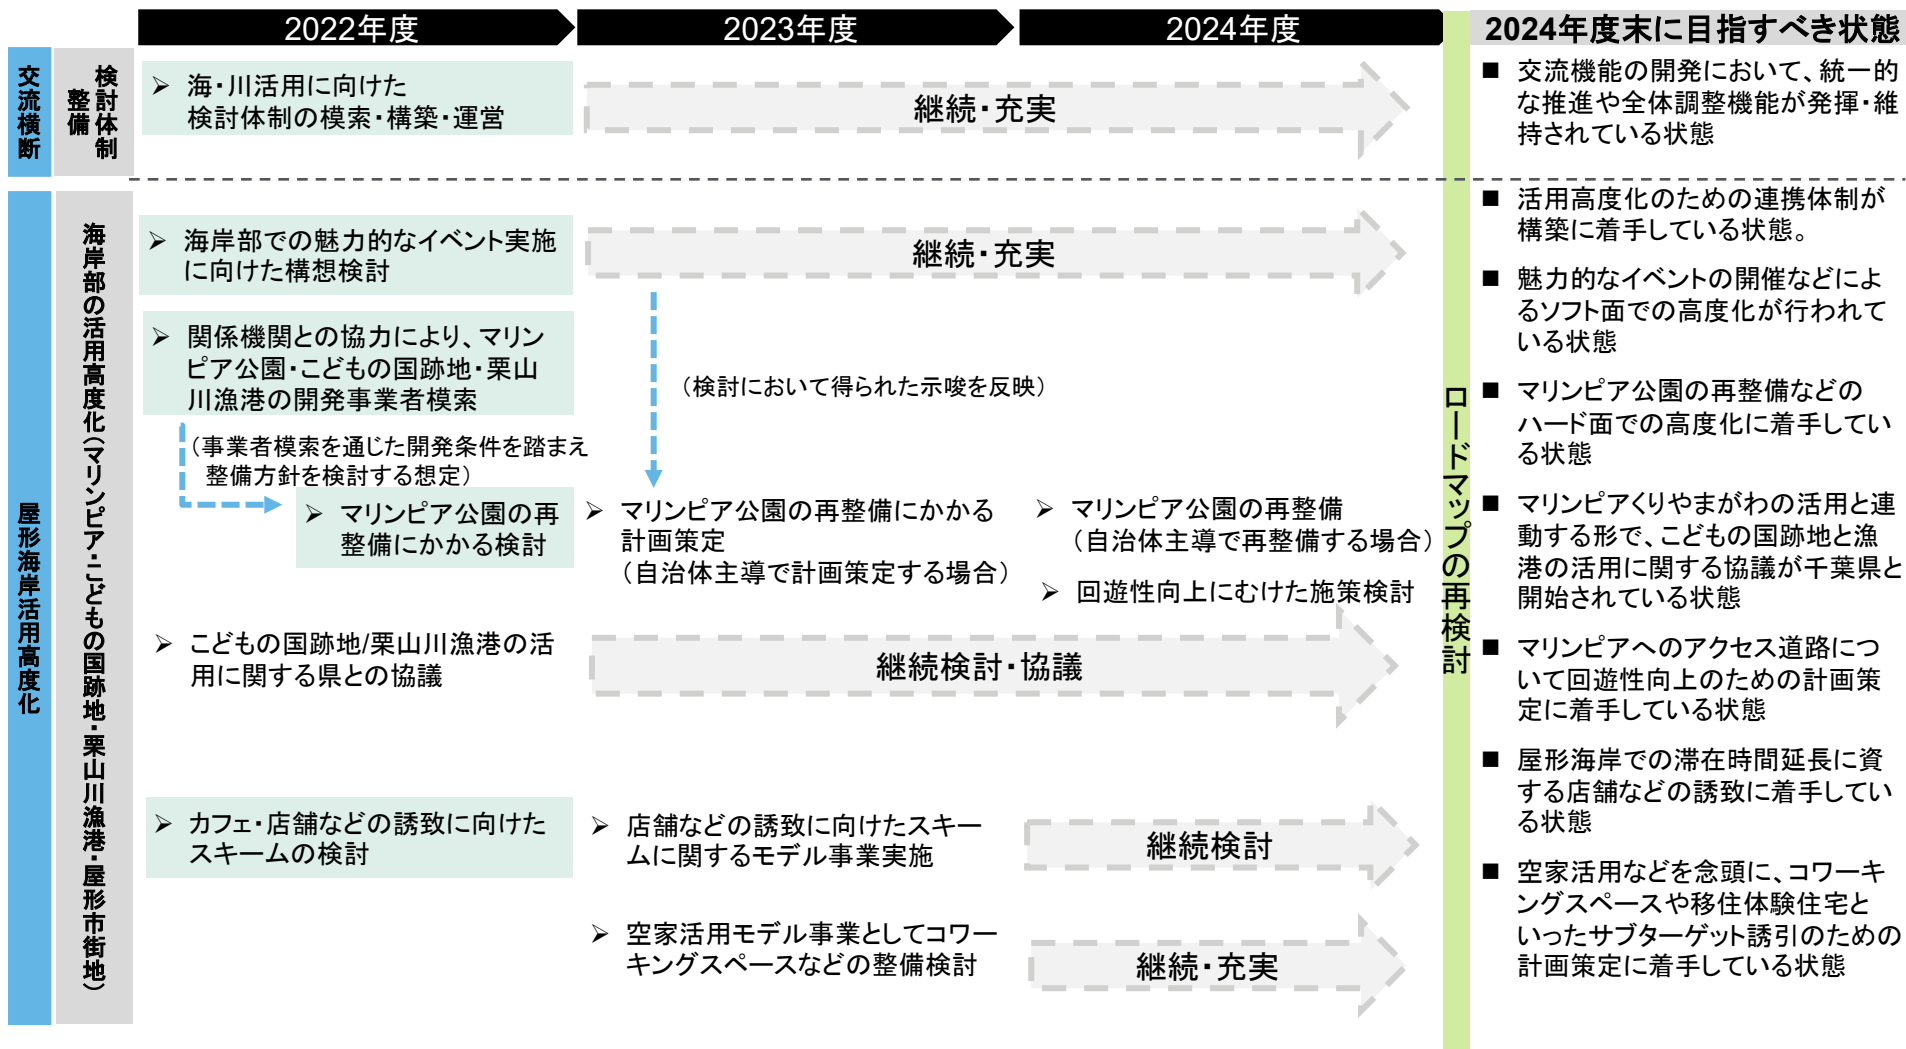 2022年度
2023年度
2024年度
2024年度末に目指すべき状態
交流横断
検討体制
整備
➢ 海・川活用に向けた
検討体制の模索・構築・運営
継続・充実
■ 交流機能の開発において、統一的
な推進や全体調整機能が発揮・維
持されている状態
屋形海岸活用高度化
海岸部の活用高度化（マリンピア・こどもの国跡地・栗山川漁港・屋形市街地）
➢ 海岸部での魅力的なイベント実施
に向けた構想検討
継続・充実
➢ 関係機関との協力により、マリン
ピア公園・こどもの国跡地・栗山
川漁港の開発事業者模索
（検討において得られた示唆を反映）
（事業者模索を通じた開発条件を踏まえ
整備方針を検討する想定）
➢ マリンピア公園の再
整備にかかる検討
➢ マリンピア公園の再整備にかかる
計画策定
（自治体主導で計画策定する場合）
➢ マリンピア公園の再整備
（自治体主導で再整備する場合）
➢ 回遊性向上にむけた施策検討
➢ こどもの国跡地/栗山川漁港の活
用に関する県との協議
継続検討・協議
➢ カフェ・店舗などの誘致に向けた
スキームの検討
➢ 店舗などの誘致に向けたスキー
ムに関するモデル事業実施
継続検討
➢ 空家活用モデル事業としてコワー
キングスペースなどの整備検討
継続・充実
ロードマップの再検討
■ 活用高度化のための連携体制が
構築に着手している状態。
■ 魅力的なイベントの開催などによ
るソフト面での高度化が行われて
いる状態
■ マリンピア公園の再整備などの
ハード面での高度化に着手してい
る状態
■ マリンピアくりやまがわの活用と連
動する形で、こどもの国跡地と漁
港の活用に関する協議が千葉県と
開始されている状態
■ マリンピアへのアクセス道路につ
いて回遊性向上のための計画策
定に着手している状態
■ 屋形海岸での滞在時間延長に資
する店舗などの誘致に着手してい
る状態
■ 空家活用などを念頭に、コワーキ
ングスペースや移住体験住宅と
いったサブターゲット誘引のための
計画策定に着手している状態